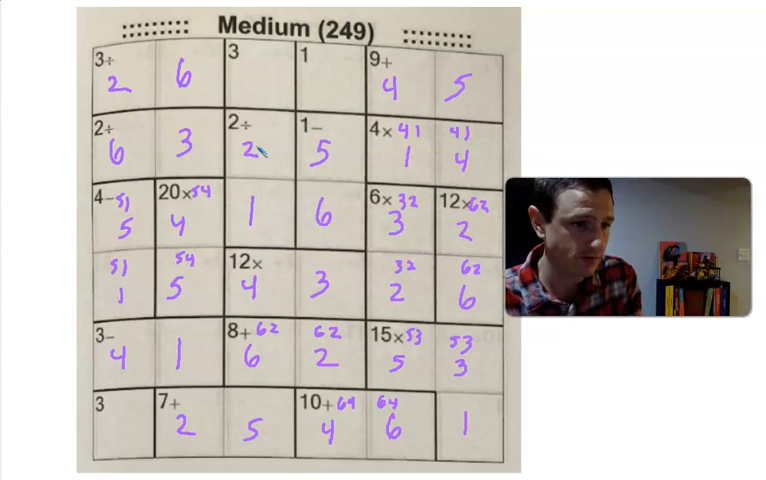 Medium (249)
3÷ 3 1 9+
2 6 4 5
2÷ 2÷ 1− 4× 41 41
6 3 2 5 1 4
4− 51 20× 54 6× 32 12× 62
5 4 1 6 3 2
51 54 12× 32 62
1 5 4 3 2 6
3− 8+ 62 62 15× 53 53
4 1 6 2 5 3
3 7+ 10+ 64 64
2 5 4 6 1